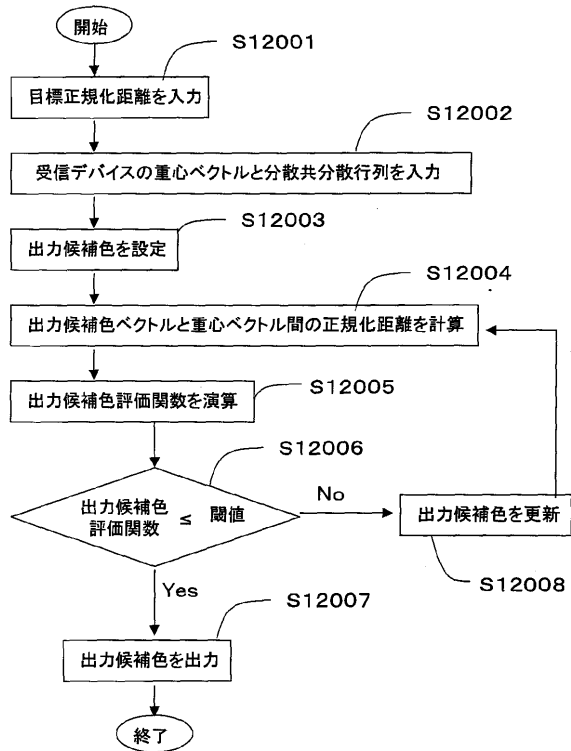 開始
S12001
目標正規化距離を入力
S12002
受信デバイスの重心ベクトルと分散共分散行列を入力
S12003
出力候補色を設定
S12004
出力候補色ベクトルと重心ベクトル間の正規化距離を計算
S12005
出力候補色評価関数を演算
S12006
出力候補色
評価関数 ≤ 閾値
No
出力候補色を更新
S12008
Yes
S12007
出力候補色を出力
終了